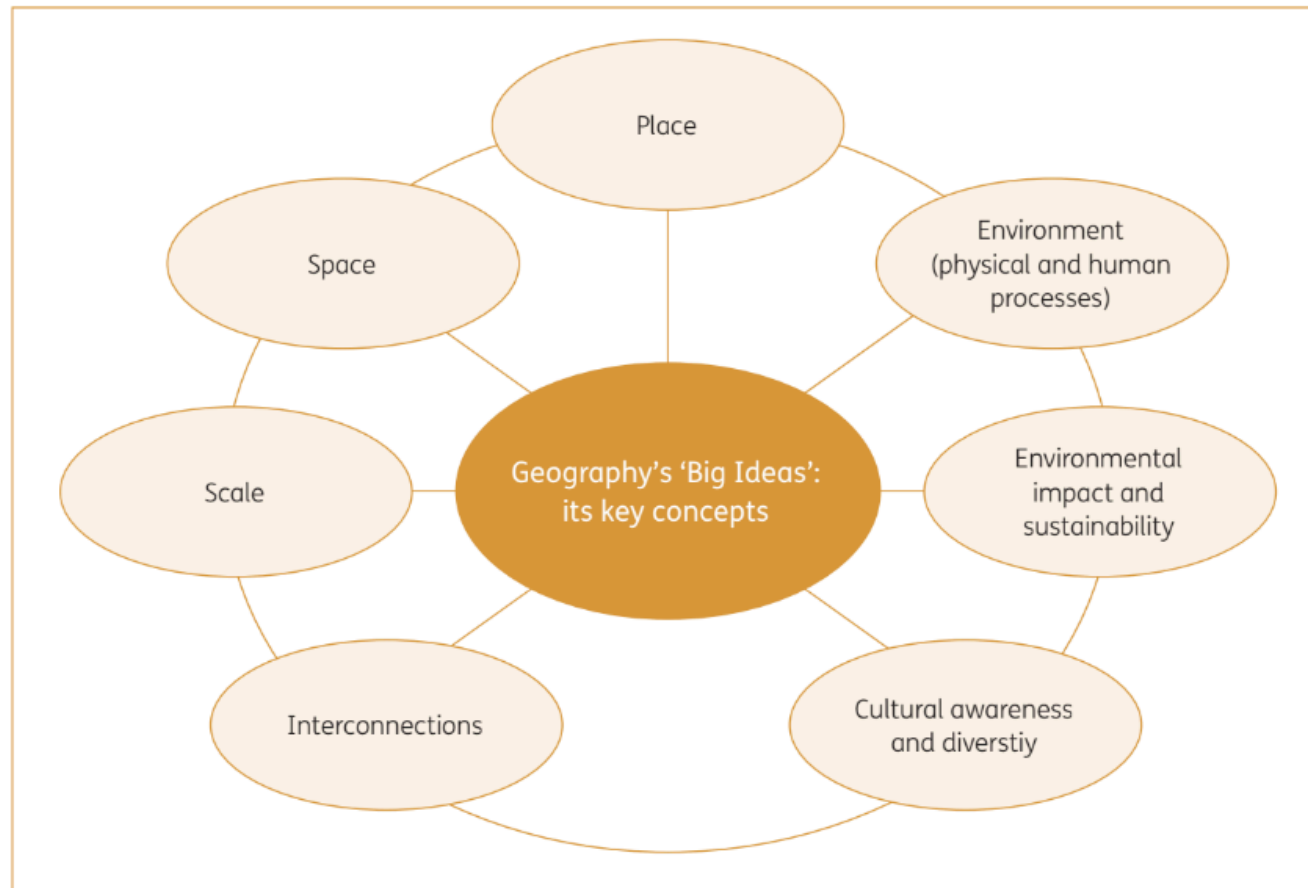 Place
Environment
(physical and human
processes)
Space
Geography's 'Big Ideas':
its key concepts
Environmental
impact and
sustainability
Scale
Interconnections
Cultural awareness
and diverstiy